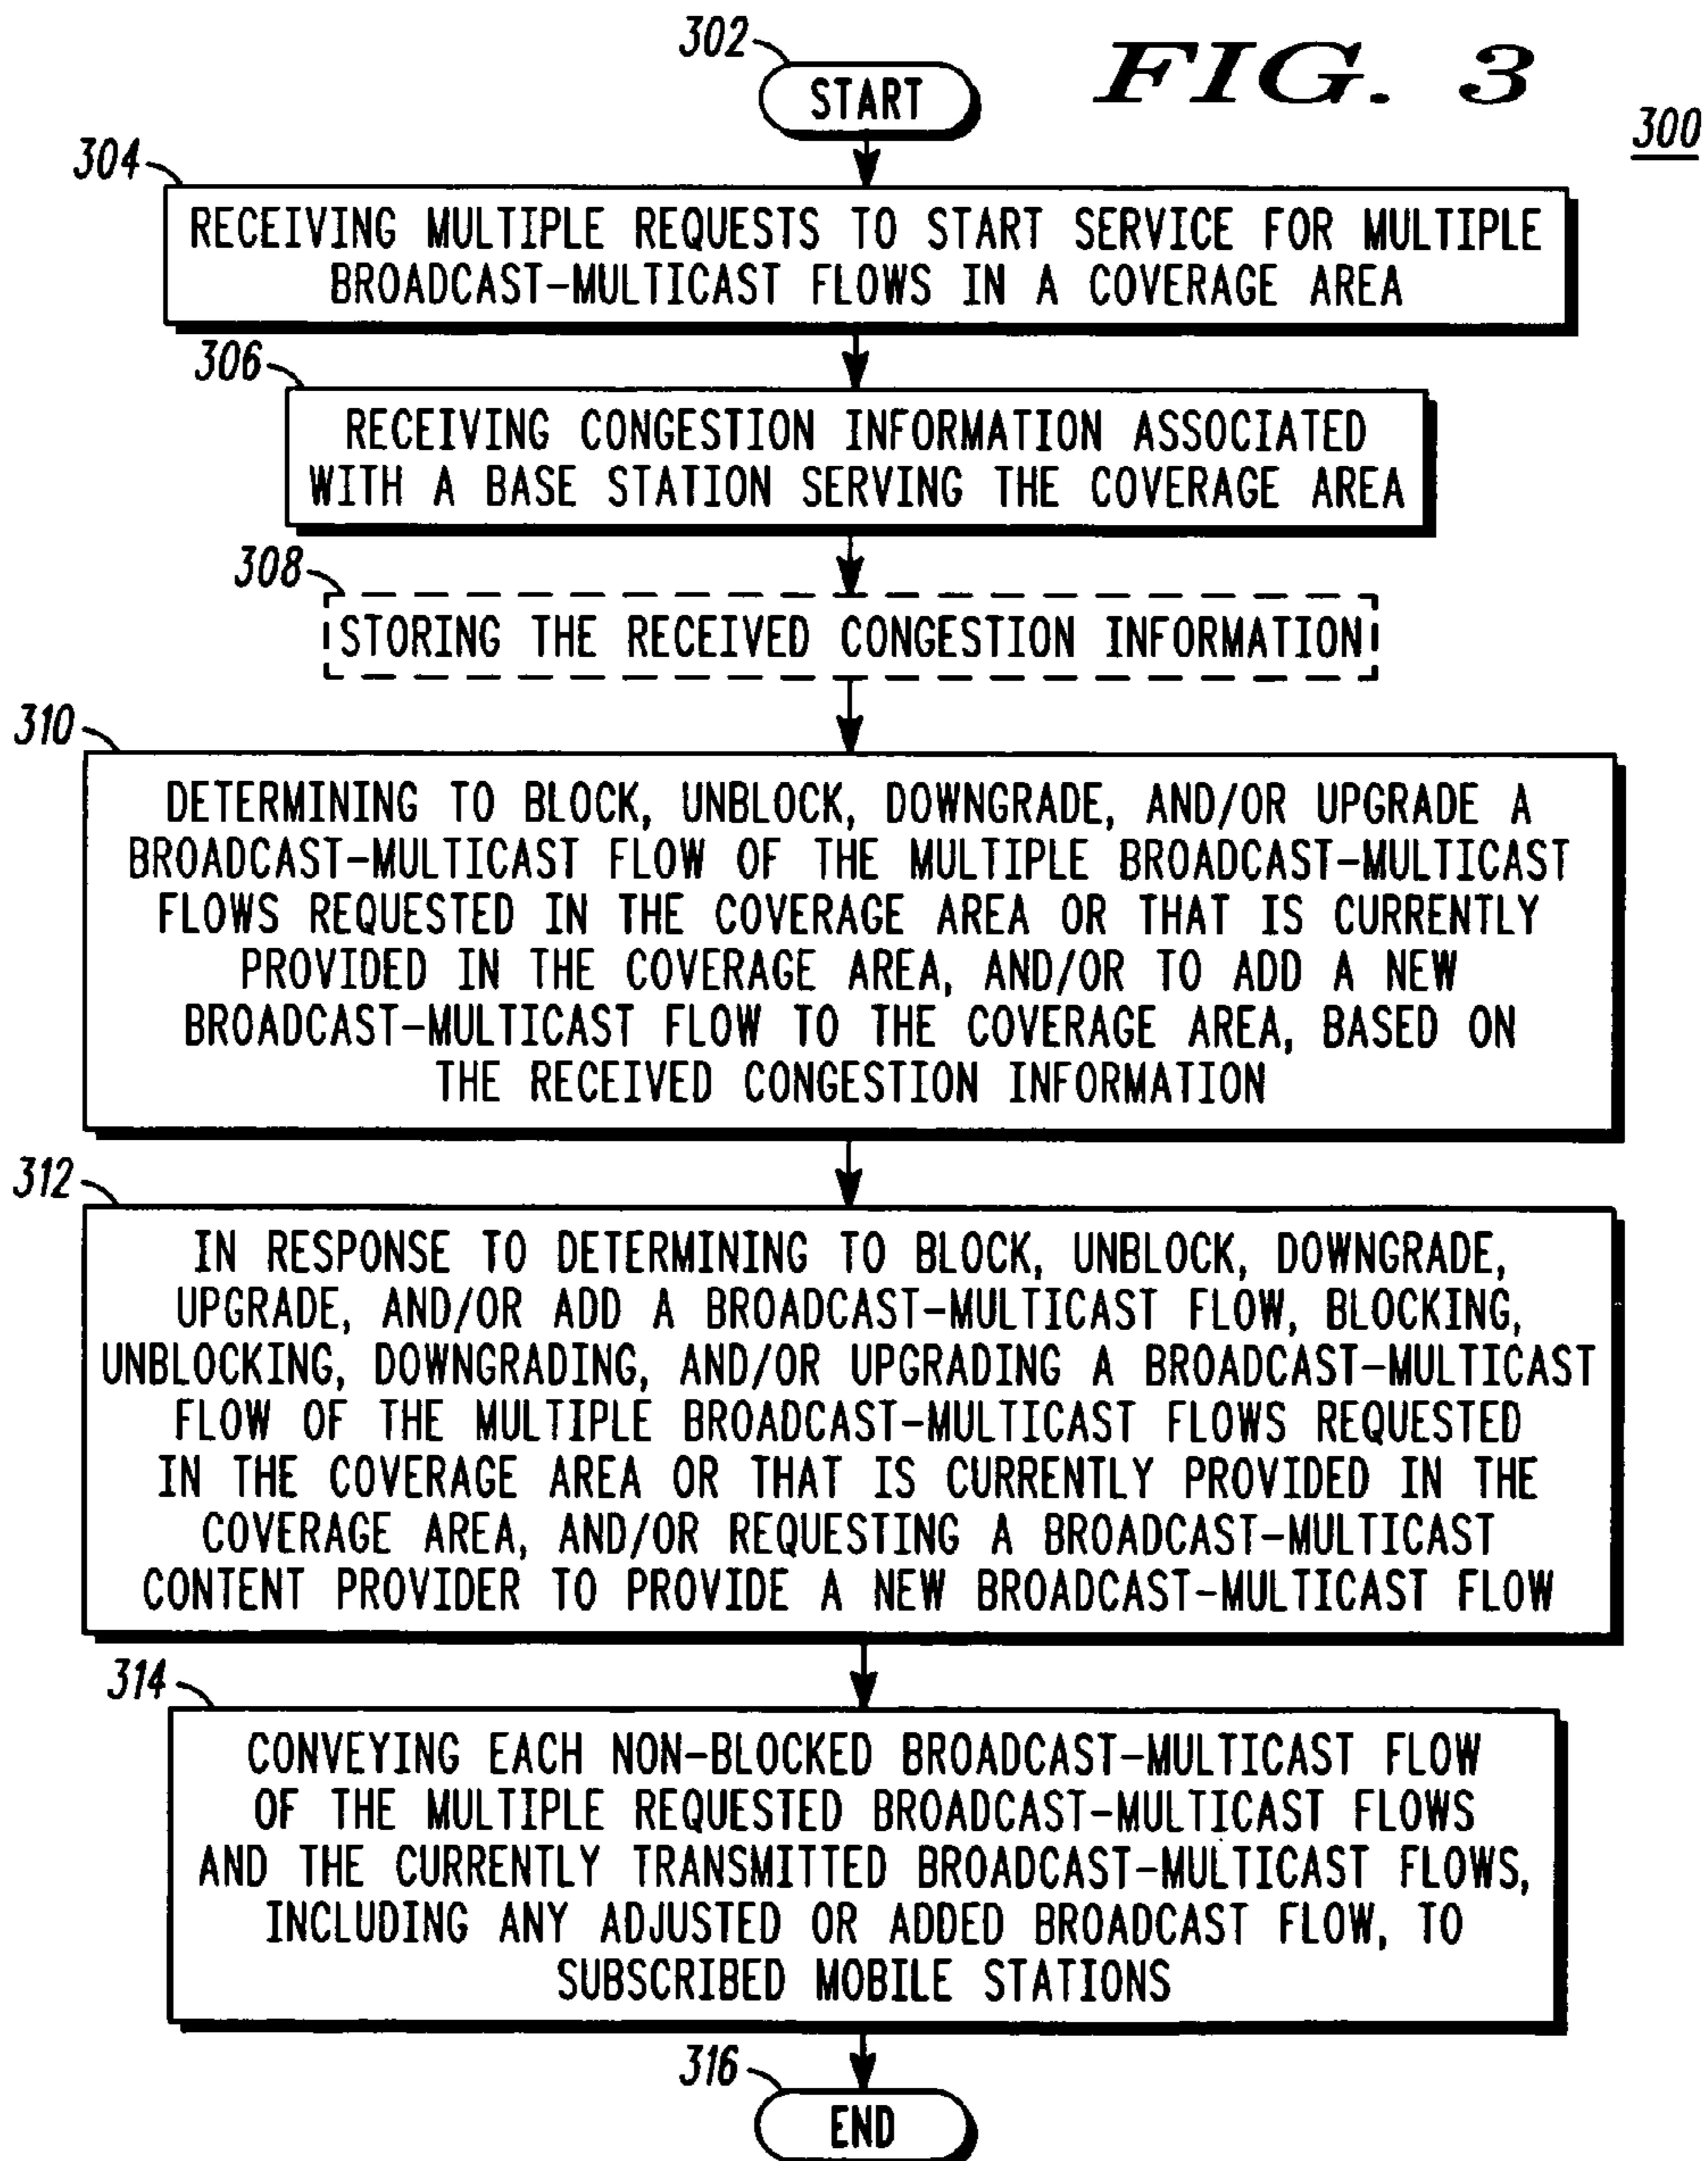 302
START
FIG. 3
300
304
RECEIVING MULTIPLE REQUESTS TO START SERVICE FOR MULTIPLE
BROADCAST-MULTICAST FLOWS IN A COVERAGE AREA
306
RECEIVING CONGESTION INFORMATION ASSOCIATED
WITH A BASE STATION SERVING THE COVERAGE AREA
308
STORING THE RECEIVED CONGESTION INFORMATION
310
DETERMINING TO BLOCK, UNBLOCK, DOWNGRADE, AND/OR UPGRADE A
BROADCAST-MULTICAST FLOW OF THE MULTIPLE BROADCAST-MULTICAST
FLOWS REQUESTED IN THE COVERAGE AREA OR THAT IS CURRENTLY
PROVIDED IN THE COVERAGE AREA, AND/OR TO ADD A NEW
BROADCAST-MULTICAST FLOW TO THE COVERAGE AREA, BASED ON
THE RECEIVED CONGESTION INFORMATION
312
IN RESPONSE TO DETERMINING TO BLOCK, UNBLOCK, DOWNGRADE,
UPGRADE, AND/OR ADD A BROADCAST-MULTICAST FLOW, BLOCKING,
UNBLOCKING, DOWNGRADING, AND/OR UPGRADING A BROADCAST-MULTICAST
FLOW OF THE MULTIPLE BROADCAST-MULTICAST FLOWS REQUESTED
IN THE COVERAGE AREA OR THAT IS CURRENTLY PROVIDED IN THE
COVERAGE AREA, AND/OR REQUESTING A BROADCAST-MULTICAST
CONTENT PROVIDER TO PROVIDE A NEW BROADCAST-MULTICAST FLOW
314
CONVEYING EACH NON-BLOCKED BROADCAST-MULTICAST FLOW
OF THE MULTIPLE REQUESTED BROADCAST-MULTICAST FLOWS
AND THE CURRENTLY TRANSMITTED BROADCAST-MULTICAST FLOWS,
INCLUDING ANY ADJUSTED OR ADDED BROADCAST FLOW, TO
SUBSCRIBED MOBILE STATIONS
316
END